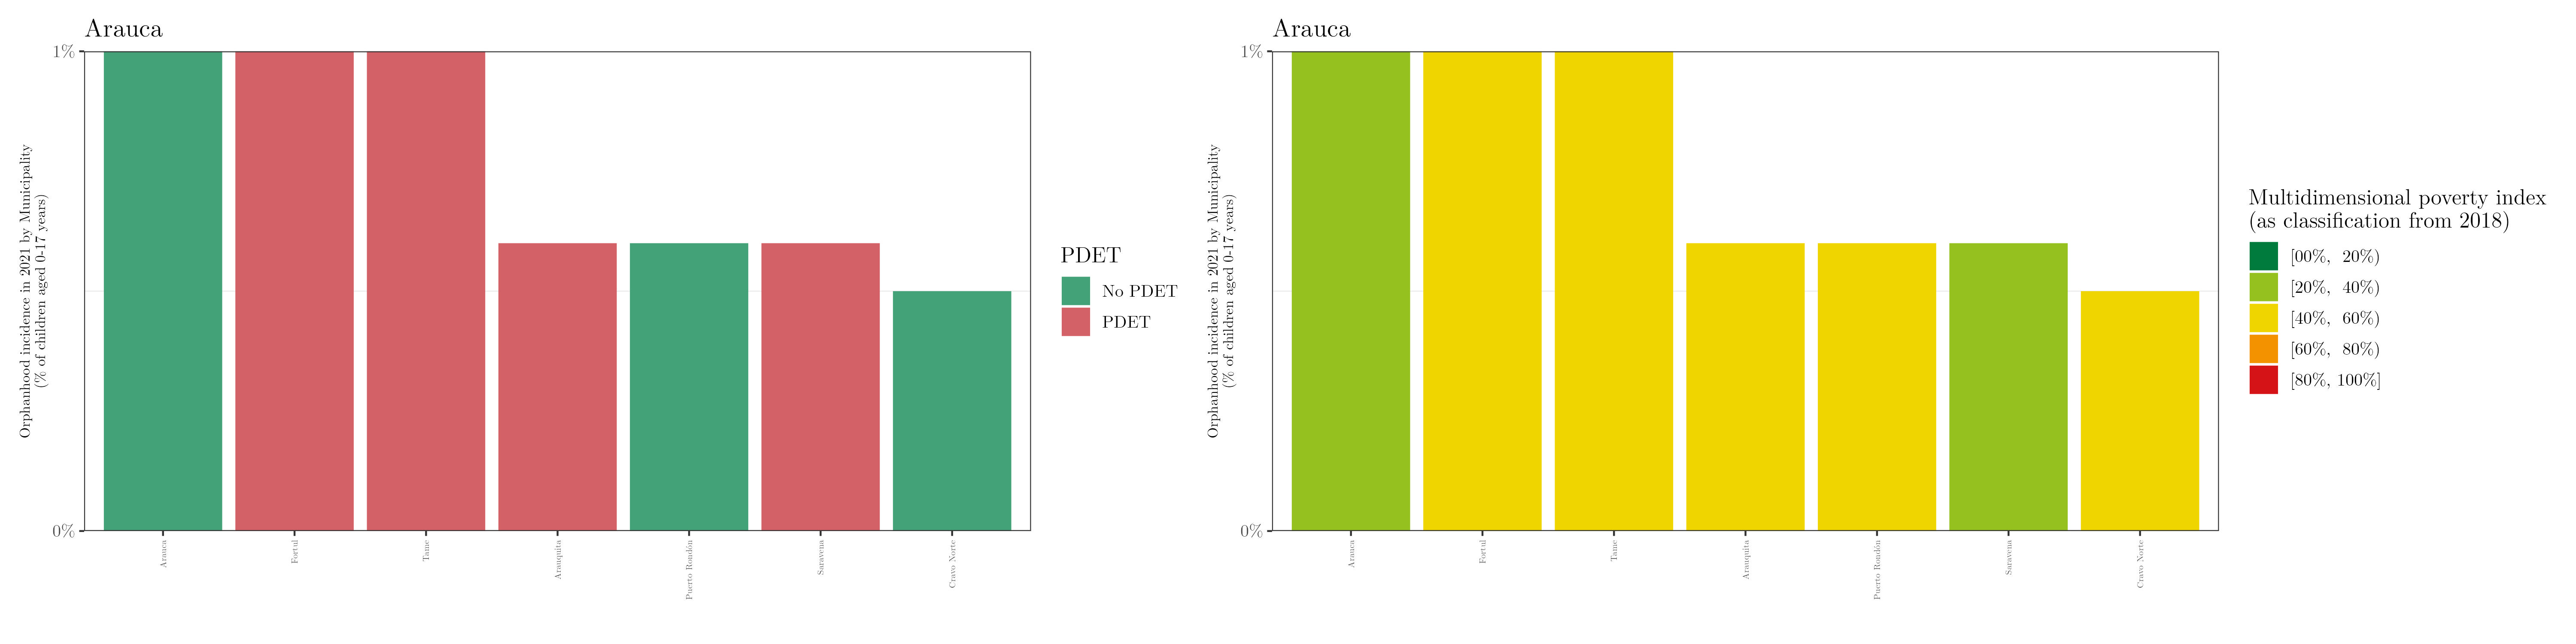 Arauca
1%
0%
Orphanhood incidence in 2021 by Municipality
(% of children aged 0-17 years)
Arauca
Fortul
Tame
Arauquita
Puerto Rondón
Saravena
Cravo Norte
PDET
No PDET
PDET
Arauca
1%
0%
Orphanhood incidence in 2021 by Municipality
(% of children aged 0-17 years)
Arauca
Fortul
Tame
Arauquita
Puerto Rondón
Saravena
Cravo Norte
Multidimensional poverty index
(as classification from 2018)
[00%, 20%)
[20%, 40%)
[40%, 60%)
[60%, 80%)
[80%, 100%]